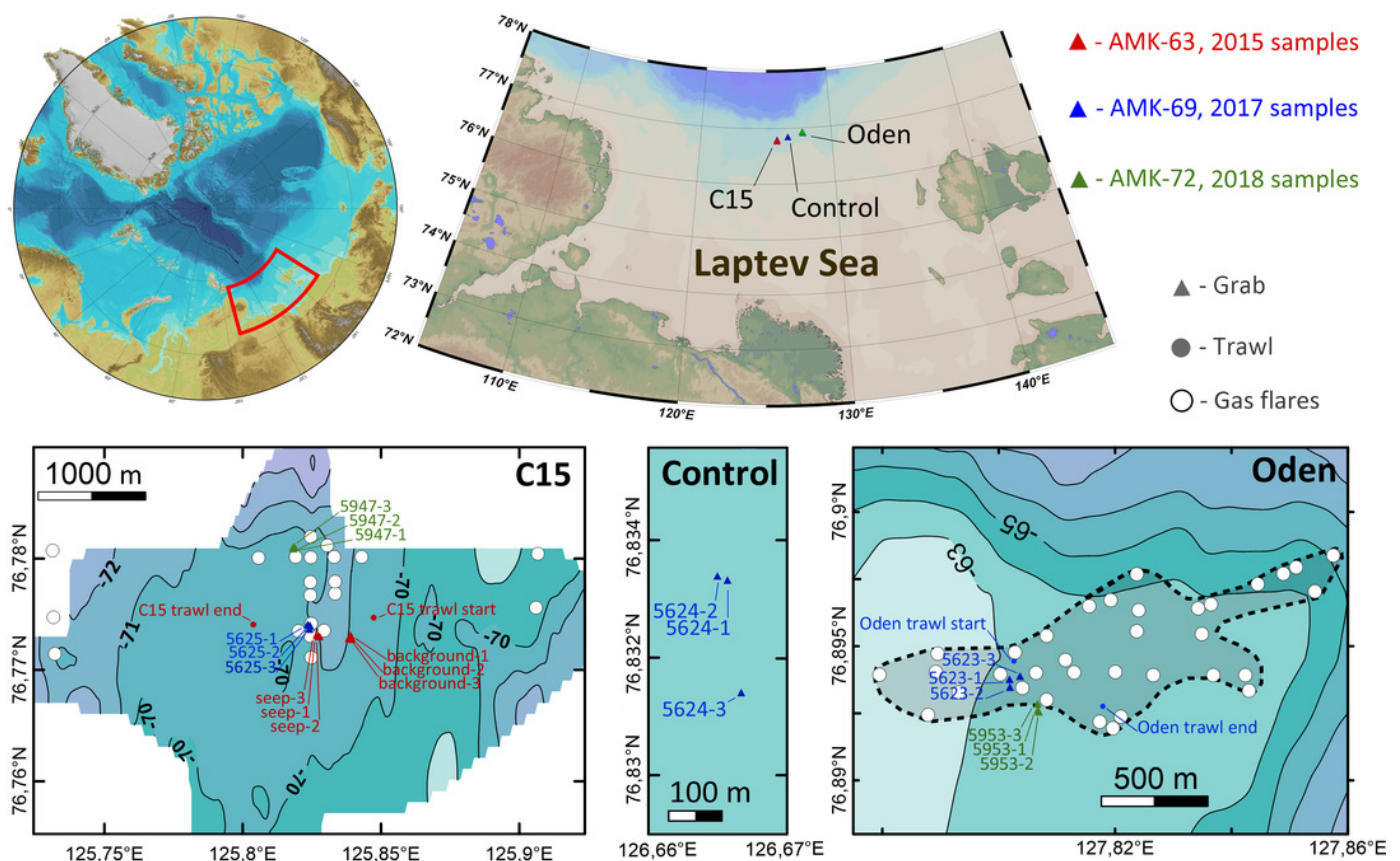 78°N
77°N
76°N
75°N
74°N
73°N
72°N
110°E
120°E
130°E
140°E
Oden
C15
Control
Laptev Sea
- AMK-63, 2015 samples
- AMK-69, 2017 samples
- AMK-72, 2018 samples
- Grab
- Trawl
- Gas flares
C15
1000 m
5947-3
5947-2
5947-1
-72
-71
C15 trawl end
C15 trawl start
5625-1
5625-2
5625-3
-70
-70
-70
background-1
background-2
background-3
seep-3
seep-1
seep-2
-70
-70
-70
76,78°N
76,77°N
76,76°N
125,75°E
125,8°E
125,85°E
125,9°E
Control
76,834°N
76,832°N
76,83°N
5624-2
5624-1
5624-3
100 m
126,66°E
126,67°E
Oden
76,9°N
76,895°N
76,89°N
-65
-63
Oden trawl start
5623-3
5623-1
5623-2
Oden trawl end
5953-3
5953-1
5953-2
500 m
127,82°E
127,86°E